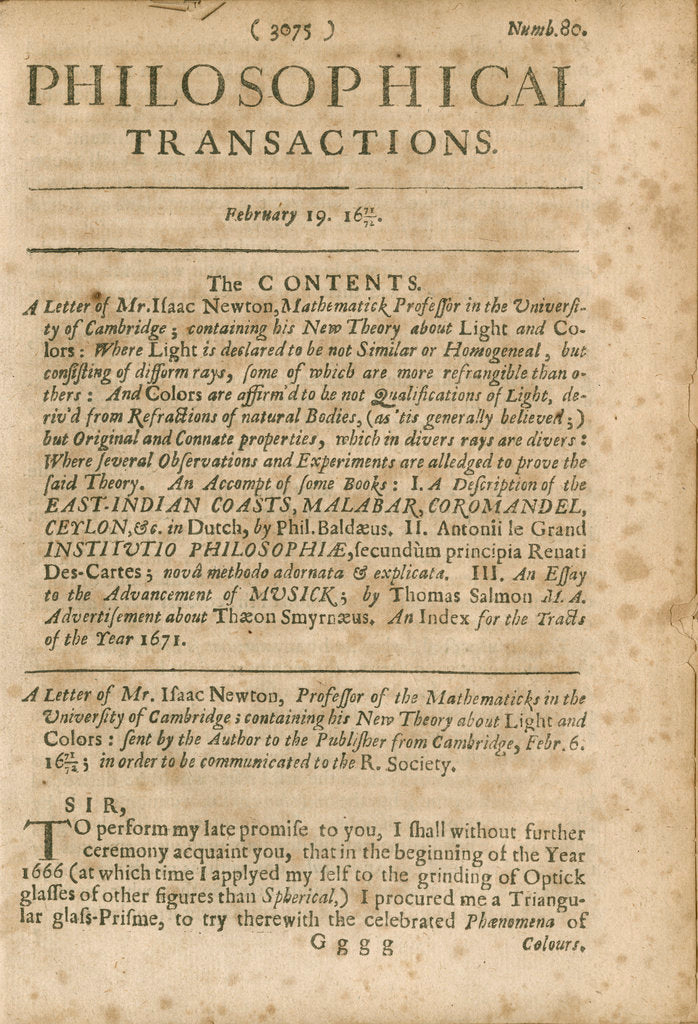 ( 3075 ) Numb.80.
PHILOSOPHICAL
TRANSACTIONS.
February 19. 16 71/72.
The CONTENTS.
A Letter of Mr. Iſaac Newton, Mathematick Profeſſor in the Univerſi-
ty of Cambridge; containing his New Theory about Light and Co-
lors: Where Light is declared to be not Similar or Homogeneal, but
conſiſting of difform rays, ſome of which are more refrangible than o-
thers: And Colors are affirm'd to be not Qualifications of Light, de-
riv'd from Refractions of natural Bodies, (as 'tis generally believed;)
but Original and Connate properties, which in divers rays are divers:
Where ſeveral Obſervations and Experiments are alledged to prove the
ſaid Theory. An Accompt of ſome Books: I. A Deſcription of the
EAST-INDIAN COASTS, MALABAR, COROMANDEL,
CEYLON, &c. in Dutch, by Phil. Baldæus. II. Antonii le Grand
INSTITVTIO PHILOSOPHIÆ, ſecundùm principia Renati
Des-Cartes; novâ methodo adornata & explicata. III. An Eſſay
to the Advancement of MVSICK; by Thomas Salmon M. A.
Advertiſement about Thæon Smyrnæus. An Index for the Tracts
of the Year 1671.
A Letter of Mr. Iſaac Newton, Profeſſor of the Mathematicks in the
Univerſity of Cambridge; containing his New Theory about Light and
Colors: ſent by the Author to the Publiſher from Cambridge, Febr. 6.
16 71/72; in order to be communicated to the R. Society.
SIR,
TO perform my late promiſe to you, I ſhall without further
ceremony acquaint you, that in the beginning of the Year
1666 (at which time I applyed my ſelf to the grinding of Optick
glaſſes of other figures than Spherical,) I procured me a Triangu-
lar glaſs-Priſme, to try therewith the celebrated Phænomena of
G g g g Colours.